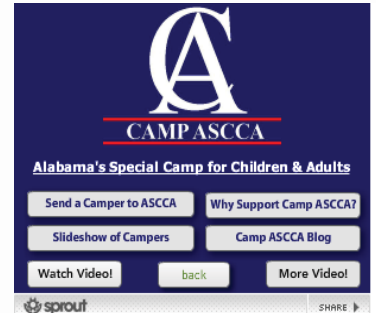 CA
CAMP ASCCA
Alabama's Special Camp for Children & Adults
Send a Camper to ASCCA
Why Support Camp ASCCA?
Slideshow of Campers
Camp ASCCA Blog
Watch Video!
back
More Video!
sprout
SHARE